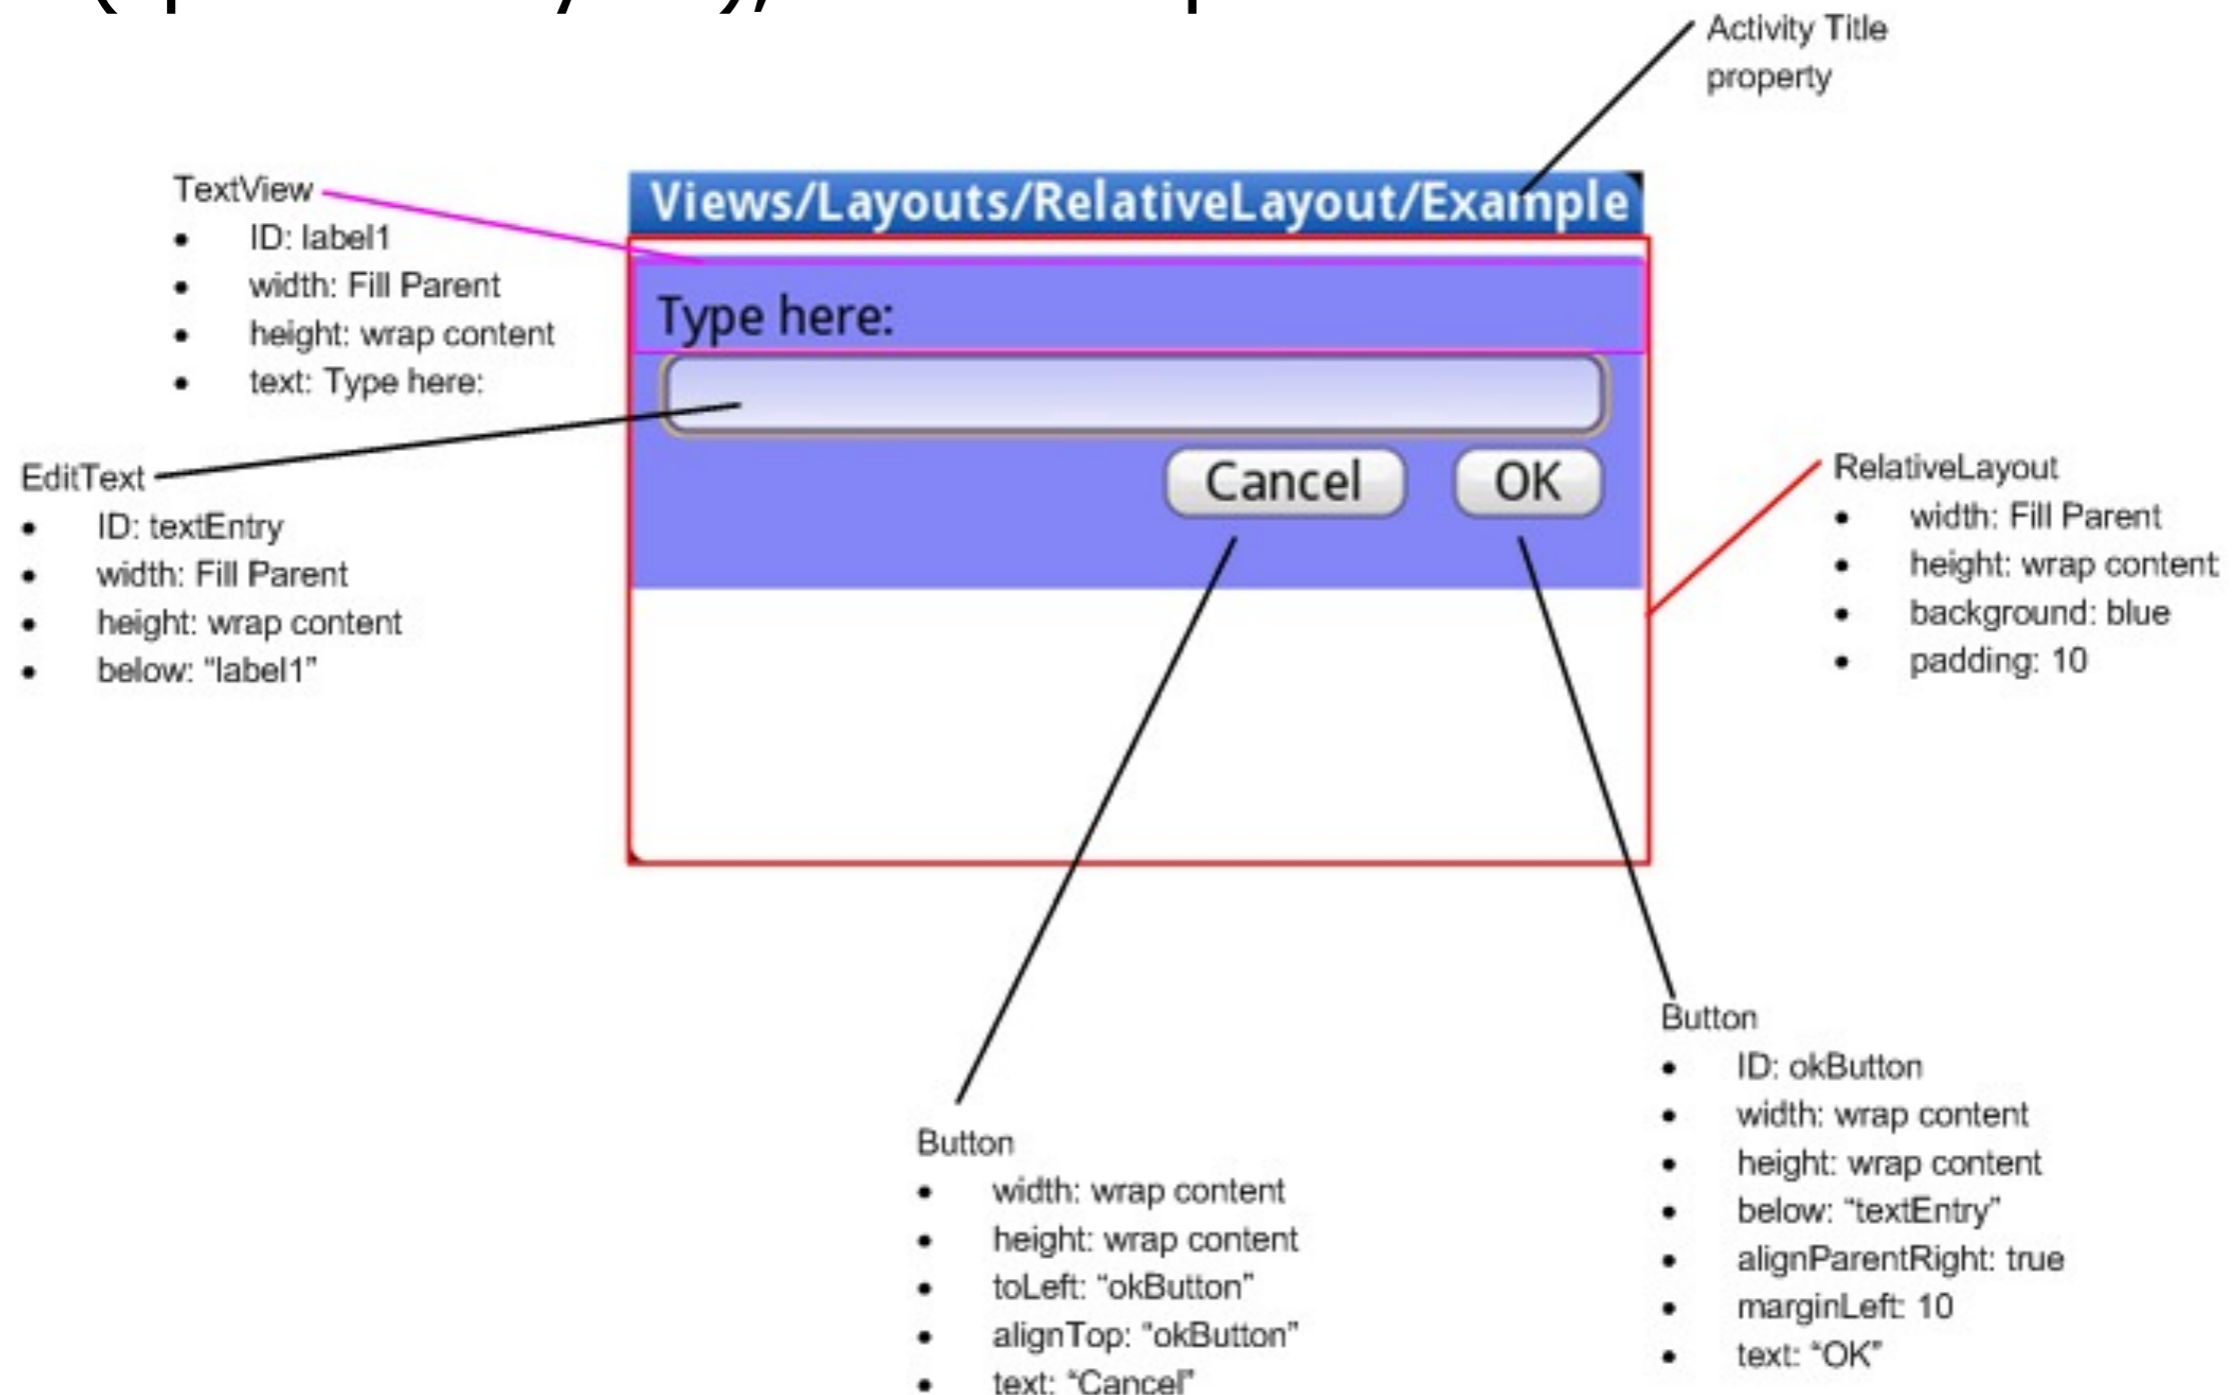 Activity Title
property
TextView
• ID: label1
• width: Fill Parent
• height: wrap content
• text: Type here:
Views/Layouts/RelativeLayout/Example
Type here:
Cancel
OK
EditText
• ID: textEntry
• width: Fill Parent
• height: wrap content
• below: “label1”
RelativeLayout
• width: Fill Parent
• height: wrap content
• background: blue
• padding: 10
Button
• width: wrap content
• height: wrap content
• toLeft: “okButton”
• alignTop: “okButton”
• text: “Cancel”
Button
• ID: okButton
• width: wrap content
• height: wrap content
• below: “textEntry”
• alignParentRight: true
• marginLeft: 10
• text: “OK”